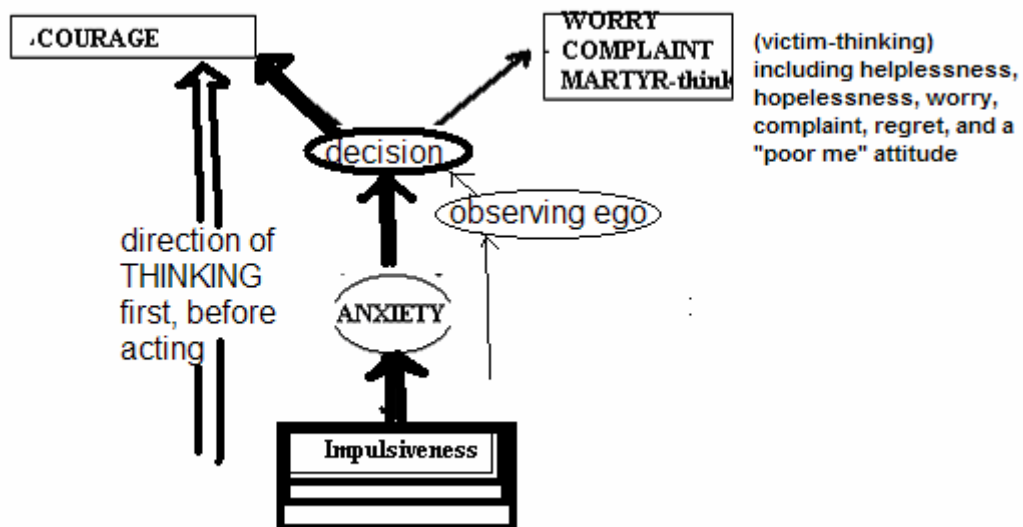 .COURAGE
WORRY
COMPLAINT
MARTYR-think
(victim-thinking)
including helplessness,
hopelessness, worry,
complaint, regret, and a
"poor me" attitude
decision
observing ego
direction of
THINKING
first, before
acting
ANXIETY
Impulsiveness